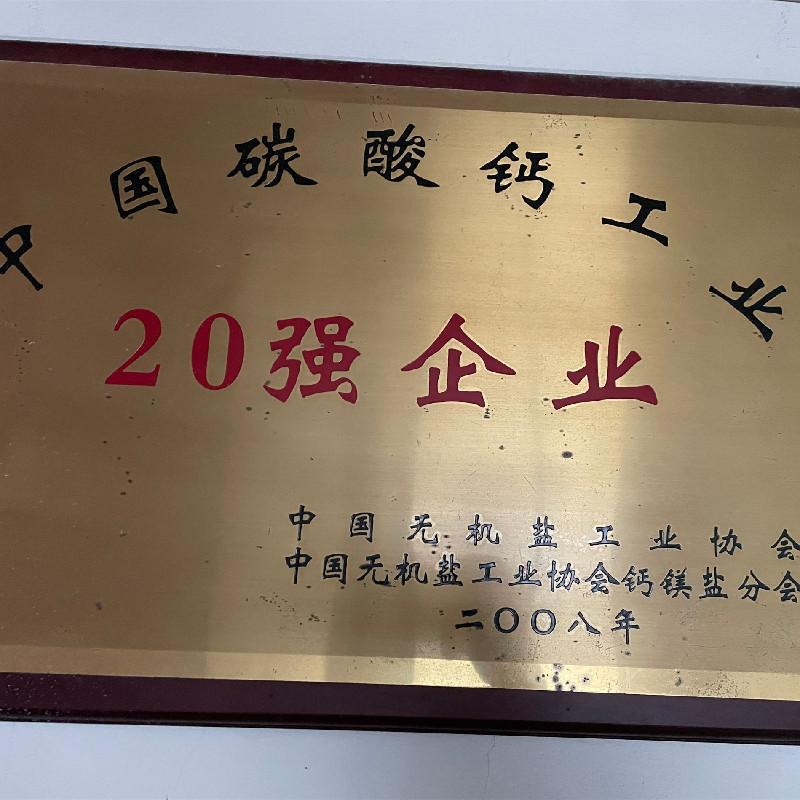 中国碳酸钙工业
20强企业
中国无机盐工业协会
中国无机盐工业协会钙镁盐分会
二〇〇八年